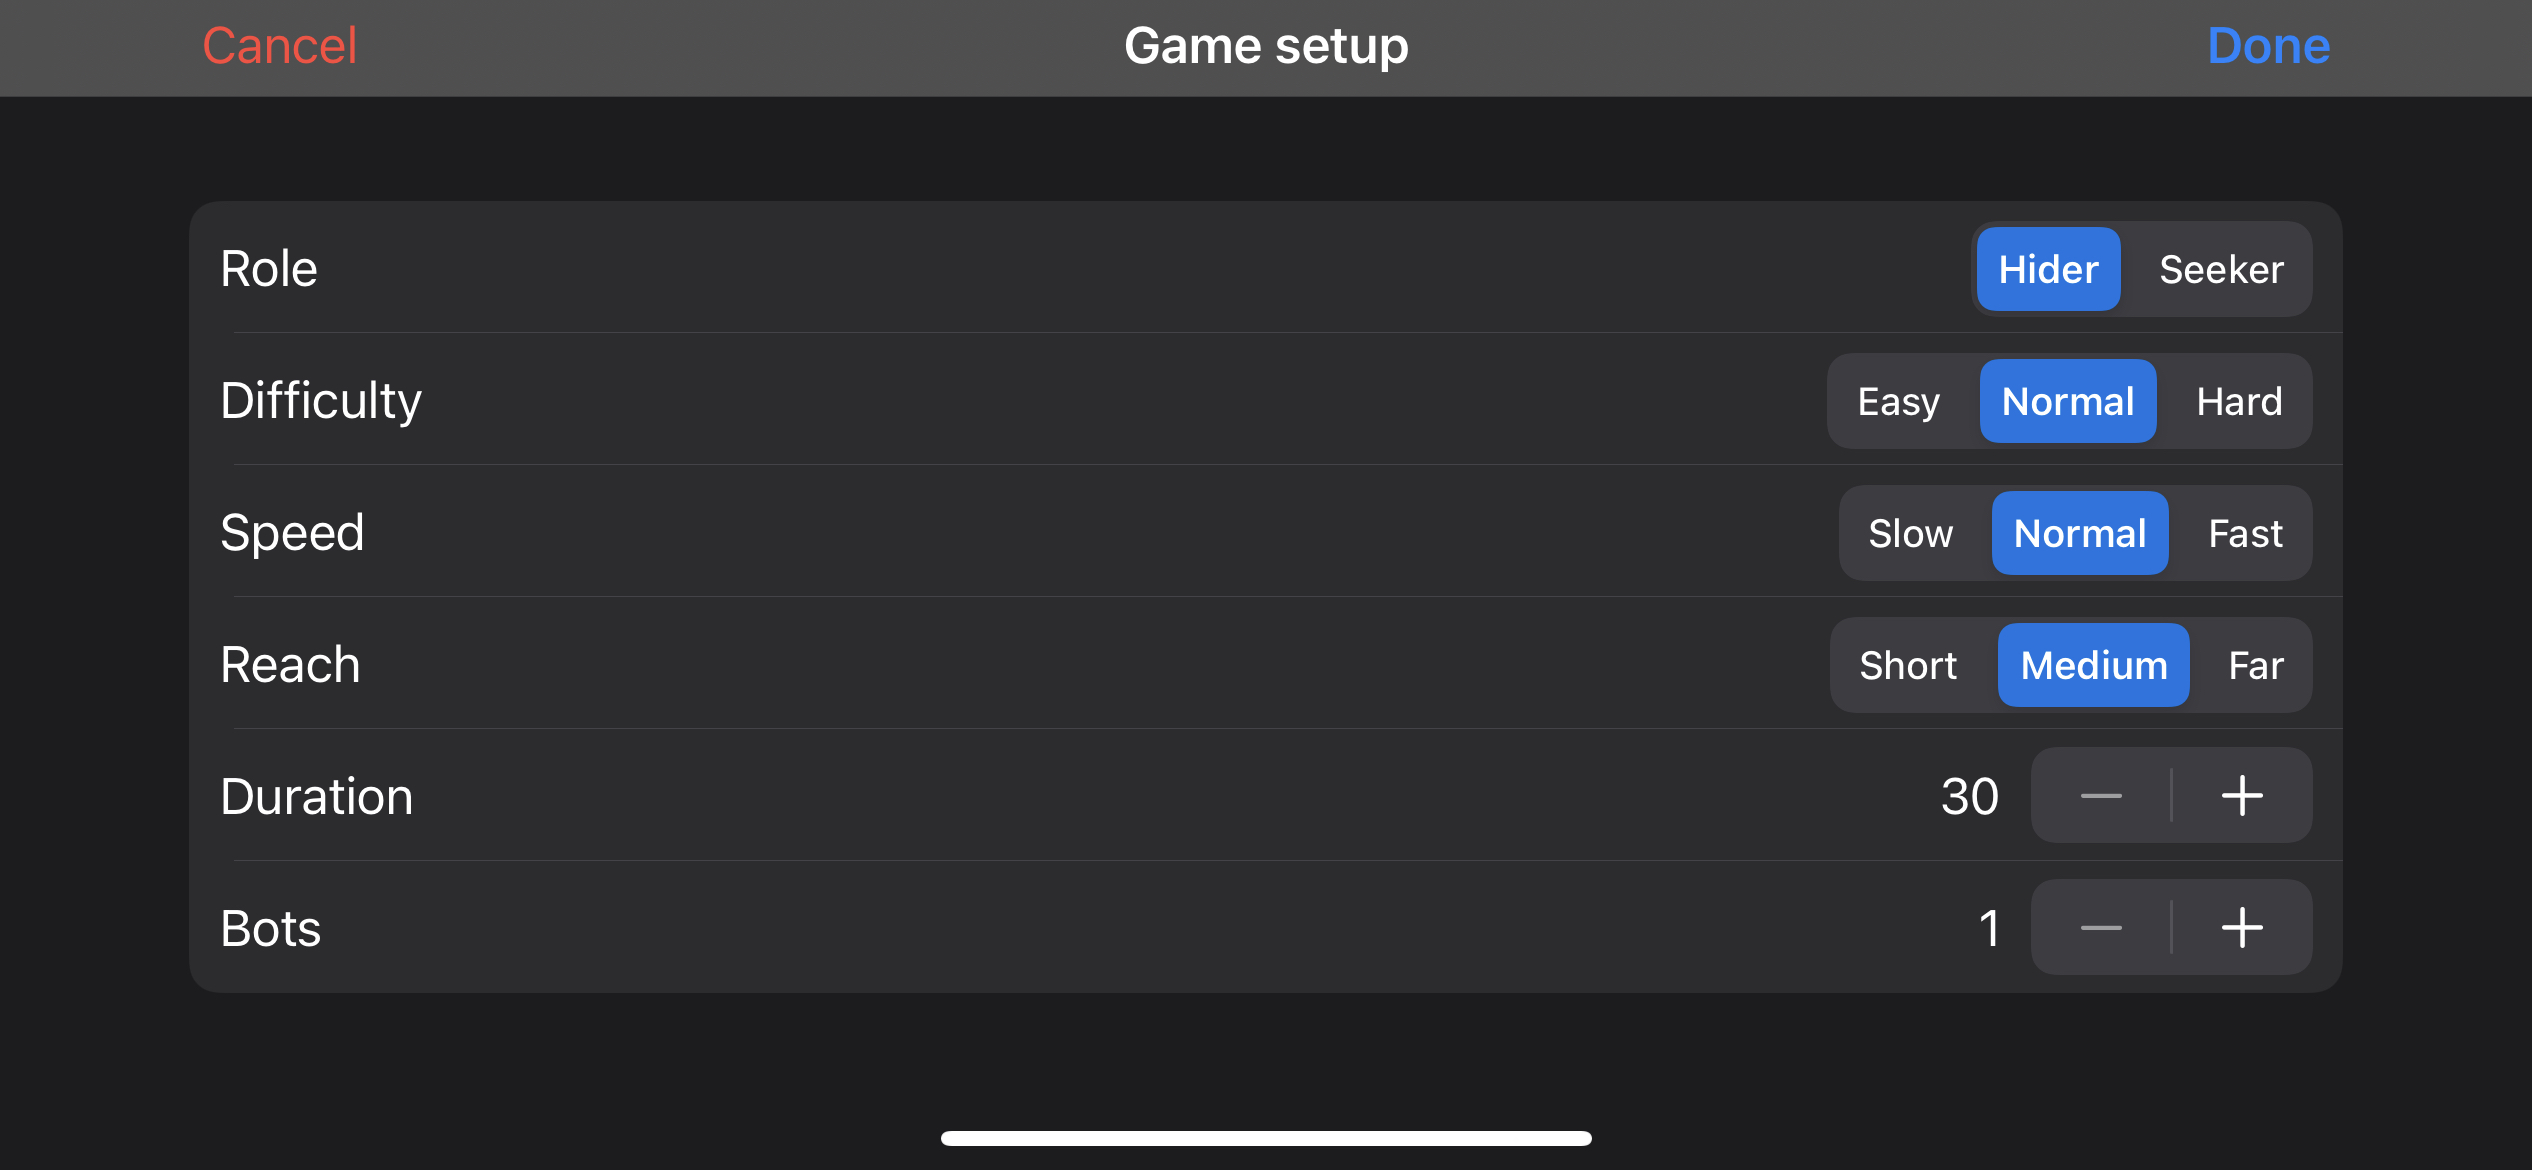 Cancel Game setup Done
Role Hider Seeker
Difficulty Easy Normal Hard
Speed Slow Normal Fast
Reach Short Medium Far
Duration 30 — +
Bots 1 — +